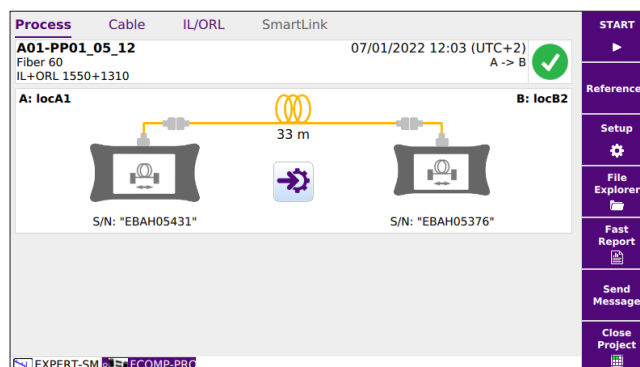 Process Cable IL/ORL SmartLink
A01-PP01_05_12 07/01/2022 12:03 (UTC+2)
Fiber 60 A -> B
IL+ORL 1550+1310
A: locA1 B: locB2
33 m
S/N: "EBAH05431" S/N: "EBAH05376"
EXPERT-SM ECOMP-PRO
START
Reference
Setup
File
Explorer
Fast
Report
Send
Message
Close
Project